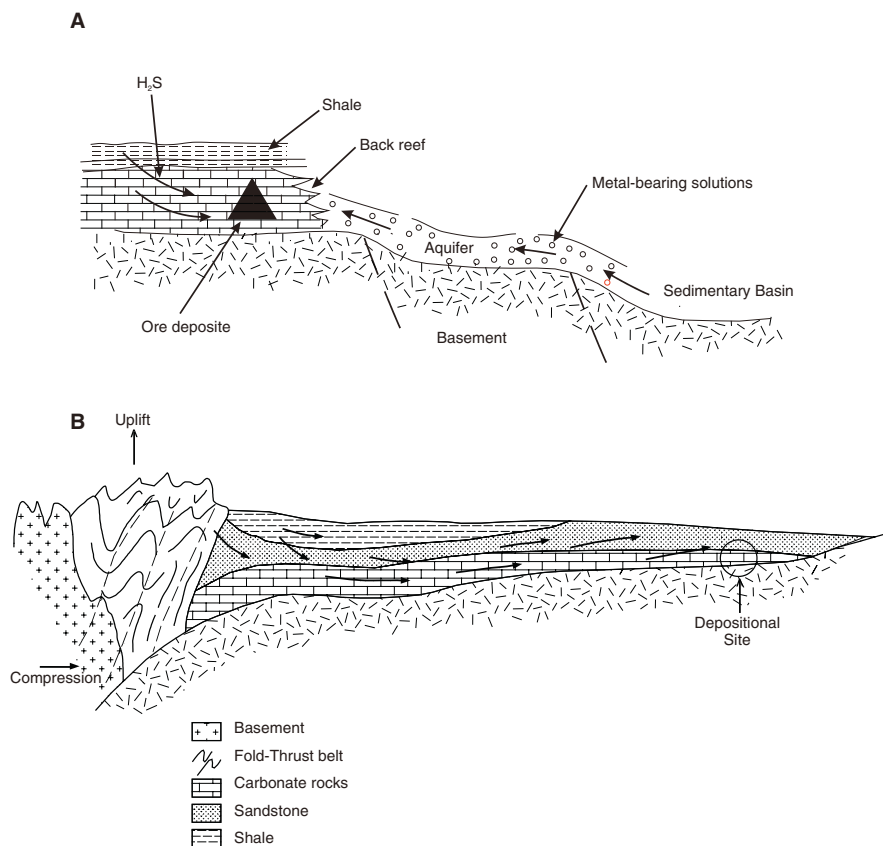 A
H₂S
Shale
Back reef
Metal-bearing solutions
Aquifer
Sedimentary Basin
Ore deposite
Basement
B
Uplift
Depositional
Site
Compression
Basement
Fold-Thrust belt
Carbonate rocks
Sandstone
Shale